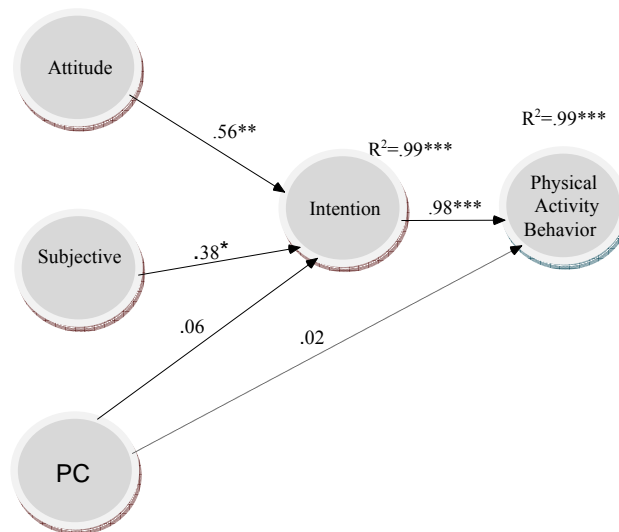 Attitude
.56**
R²=.99***
R²=.99***
Physical
Activity
Behavior
Intention
.98***
Subjective
.38*
.06
.02
PC